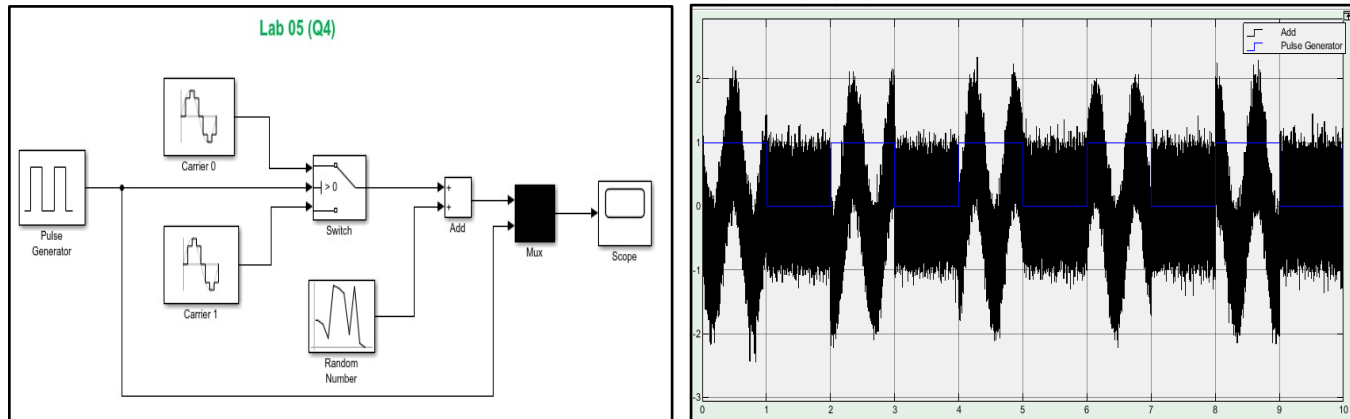 Lab 05 (Q4)
Carrier 0
Pulse
Generator
> 0
Switch
Carrier 1
+
+
Add
Random
Number
Mux
Scope
Add
Pulse Generator
2
1
0
-1
-2
-3
0 1 2 3 4 5 6 7 8 9 10